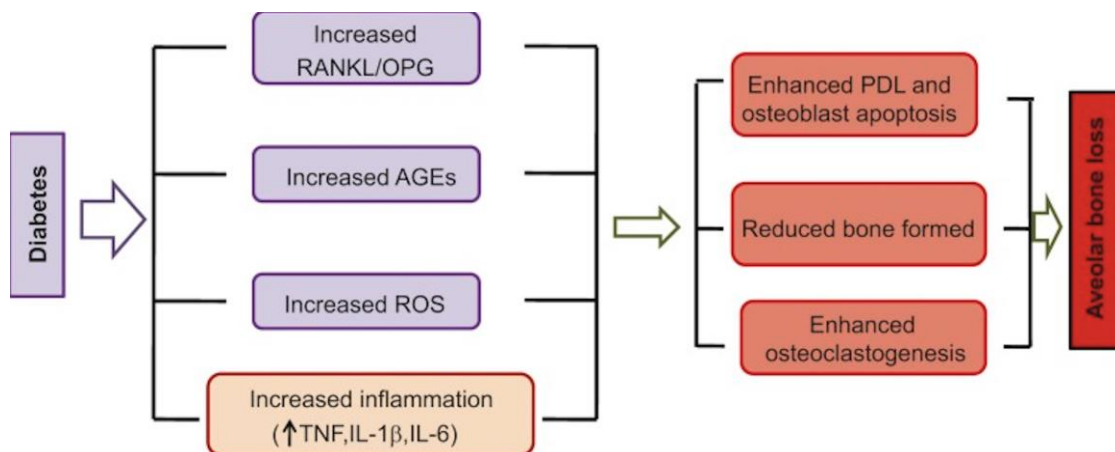 Diabetes
Increased
RANKL/OPG
Increased AGEs
Increased ROS
Increased inflammation
(↑TNF,IL-1β,IL-6)
Enhanced PDL and
osteoblast apoptosis
Reduced bone formed
Enhanced
osteoclastogenesis
Aveolar bone loss